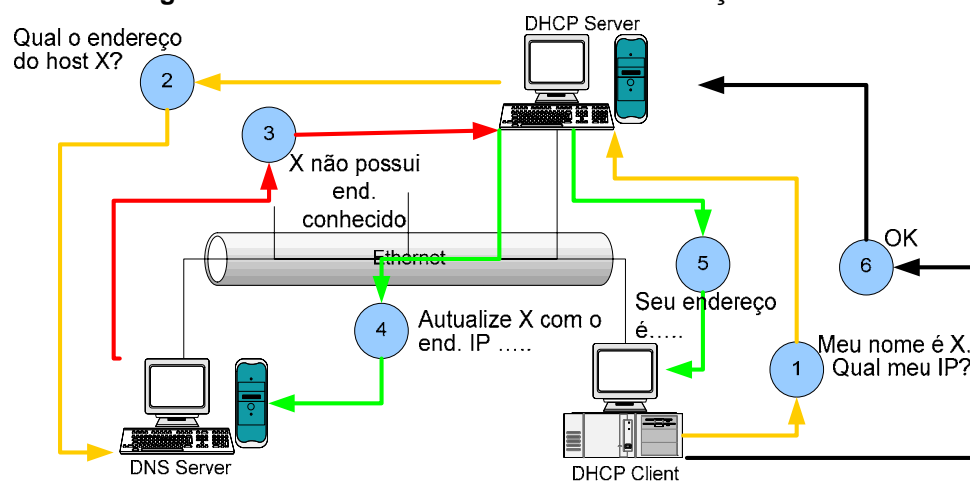 DHCP Server
Qual o endereço
do host X?
2
3
X não possui
end.
conhecido
Ethernet
OK
5
6
Seu endereço
é.....
4
Autualize X com o
end. IP .....
Meu nome é X.
Qual meu IP?
1
DNS Server
DHCP Client